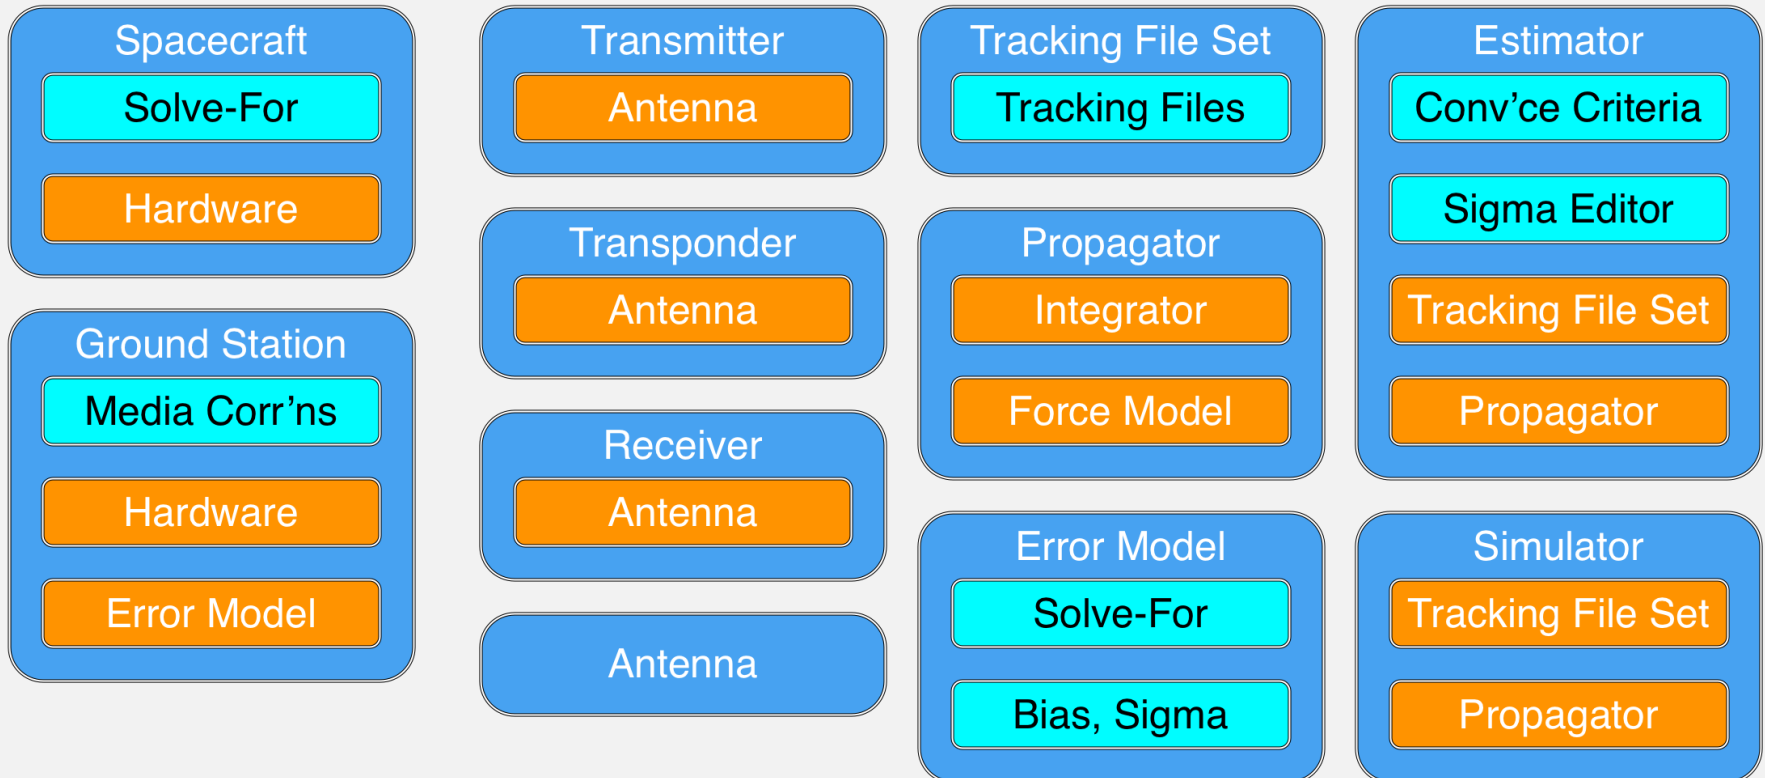 Spacecraft
Solve-For
Hardware
Ground Station
Media Corr’ns
Hardware
Error Model
Transmitter
Antenna
Transponder
Antenna
Receiver
Antenna
Antenna
Tracking File Set
Tracking Files
Propagator
Integrator
Force Model
Error Model
Solve-For
Bias, Sigma
Estimator
Conv’ce Criteria
Sigma Editor
Tracking File Set
Propagator
Simulator
Tracking File Set
Propagator